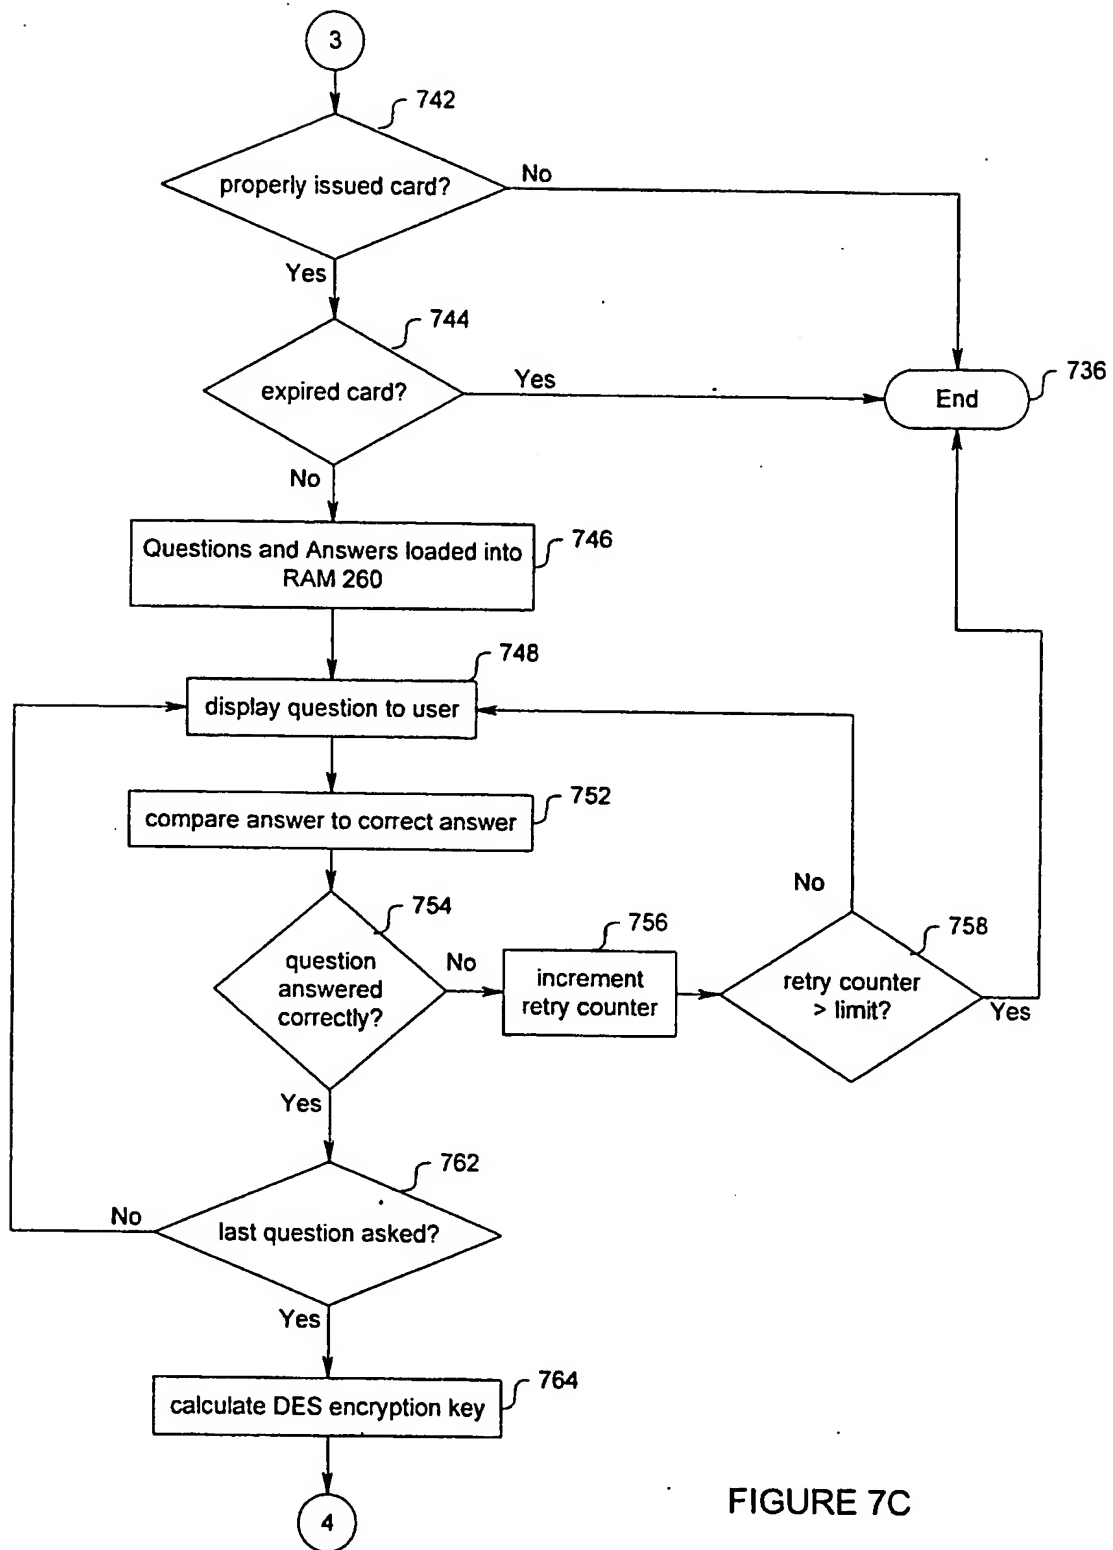 3
742
properly issued card?
No
Yes
744
expired card?
Yes
736
End
No
746
Questions and Answers loaded into
RAM 260
748
display question to user
752
compare answer to correct answer
No
754
question
answered
correctly?
No
756
increment
retry counter
758
retry counter
> limit?
Yes
Yes
762
last question asked?
No
Yes
764
calculate DES encryption key
4
FIGURE 7C